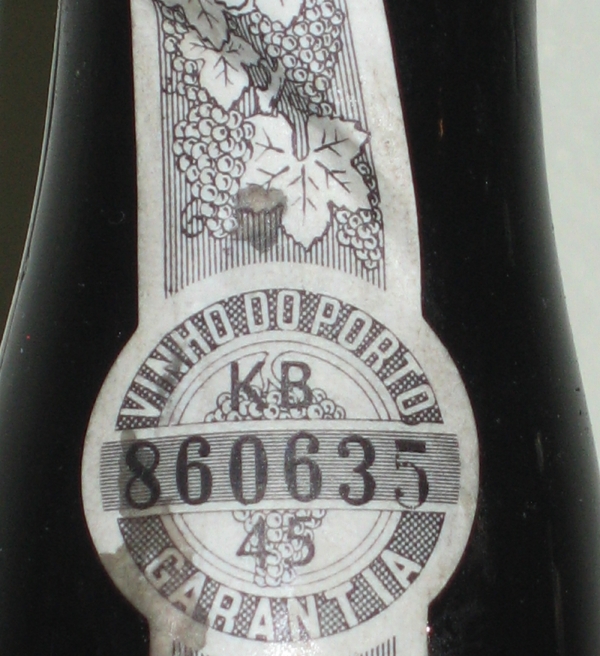 VINHO DO PORTO
KB
860635
45
GARANTIA